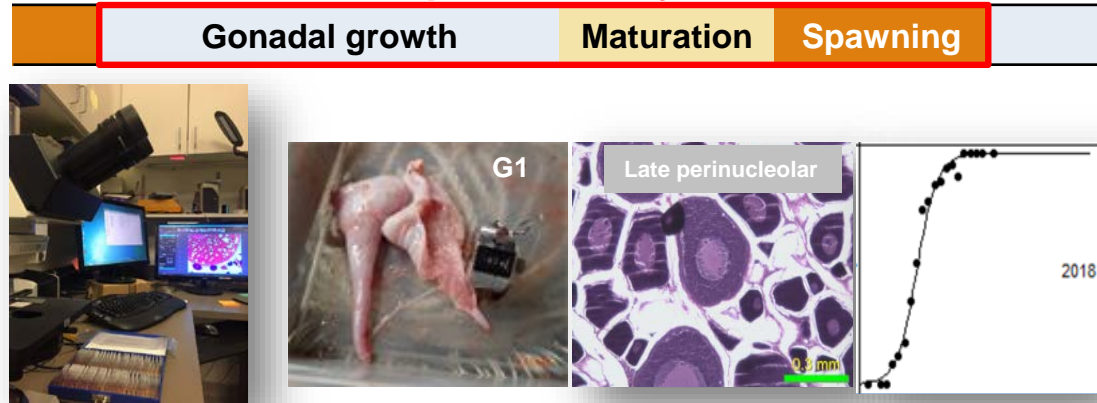 Gonadal growth
Maturation
Spawning
G1
Late perinucleolar
0.3 mm
2018